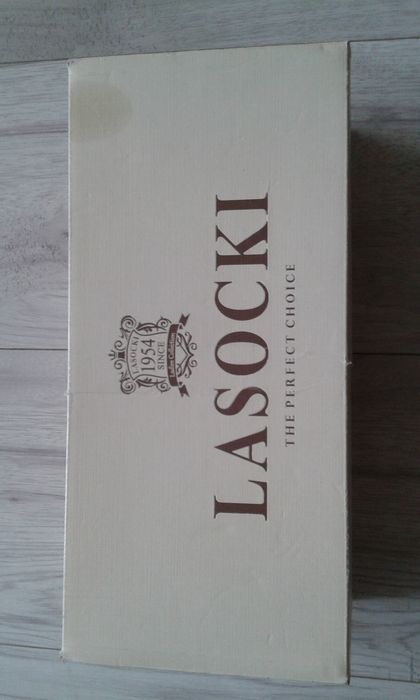 LASOCKI
1954
SINCE
LASOCKI
THE PERFECT CHOICE